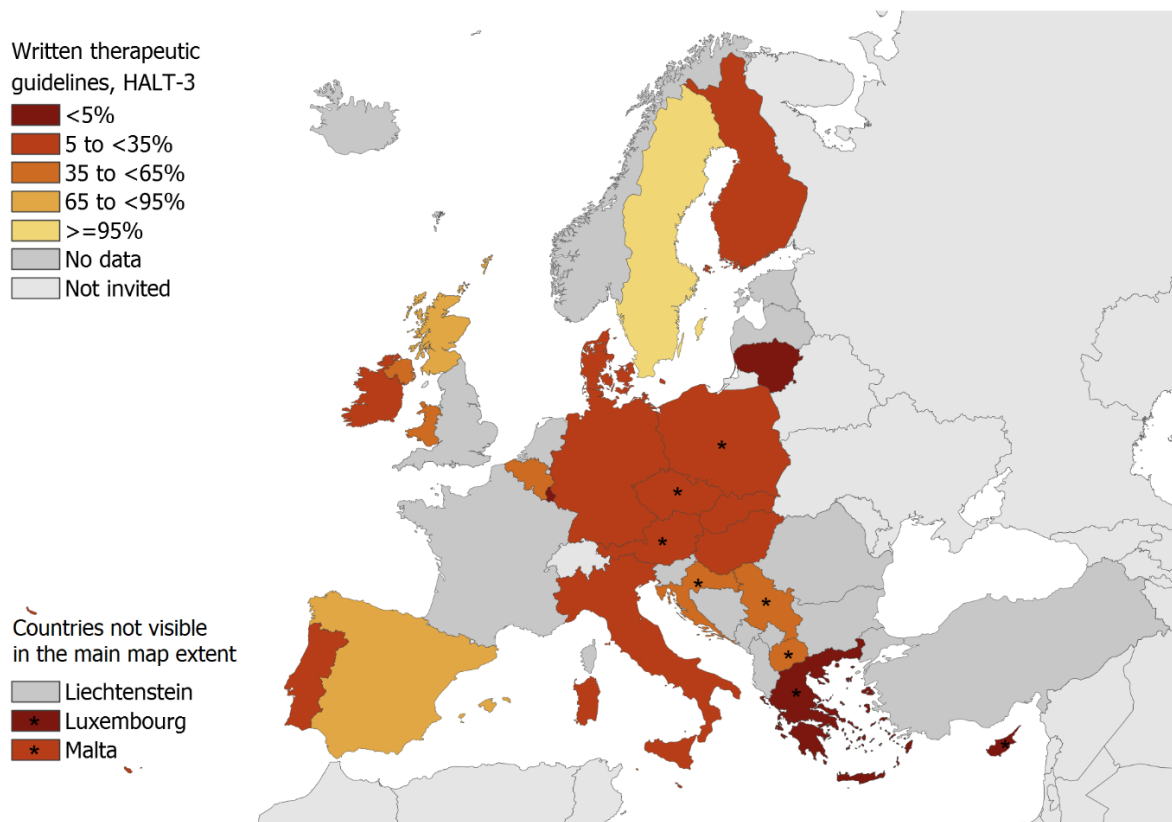 Written therapeutic
guidelines, HALT-3
<5%
5 to <35%
35 to <65%
65 to <95%
>=95%
No data
Not invited
*
*
*
*
*
*
*
*
Countries not visible
in the main map extent
Liechtenstein
* Luxembourg
* Malta